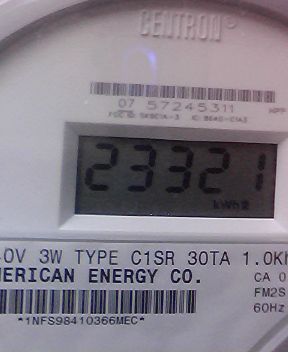 CENTRON®
07 57245311
23321
kWh
0V 3W TYPE C1SR 30TA 1.0K
MERICAN ENERGY CO.
CA 0
FM2S
60Hz
*1NFS98410366MEC*